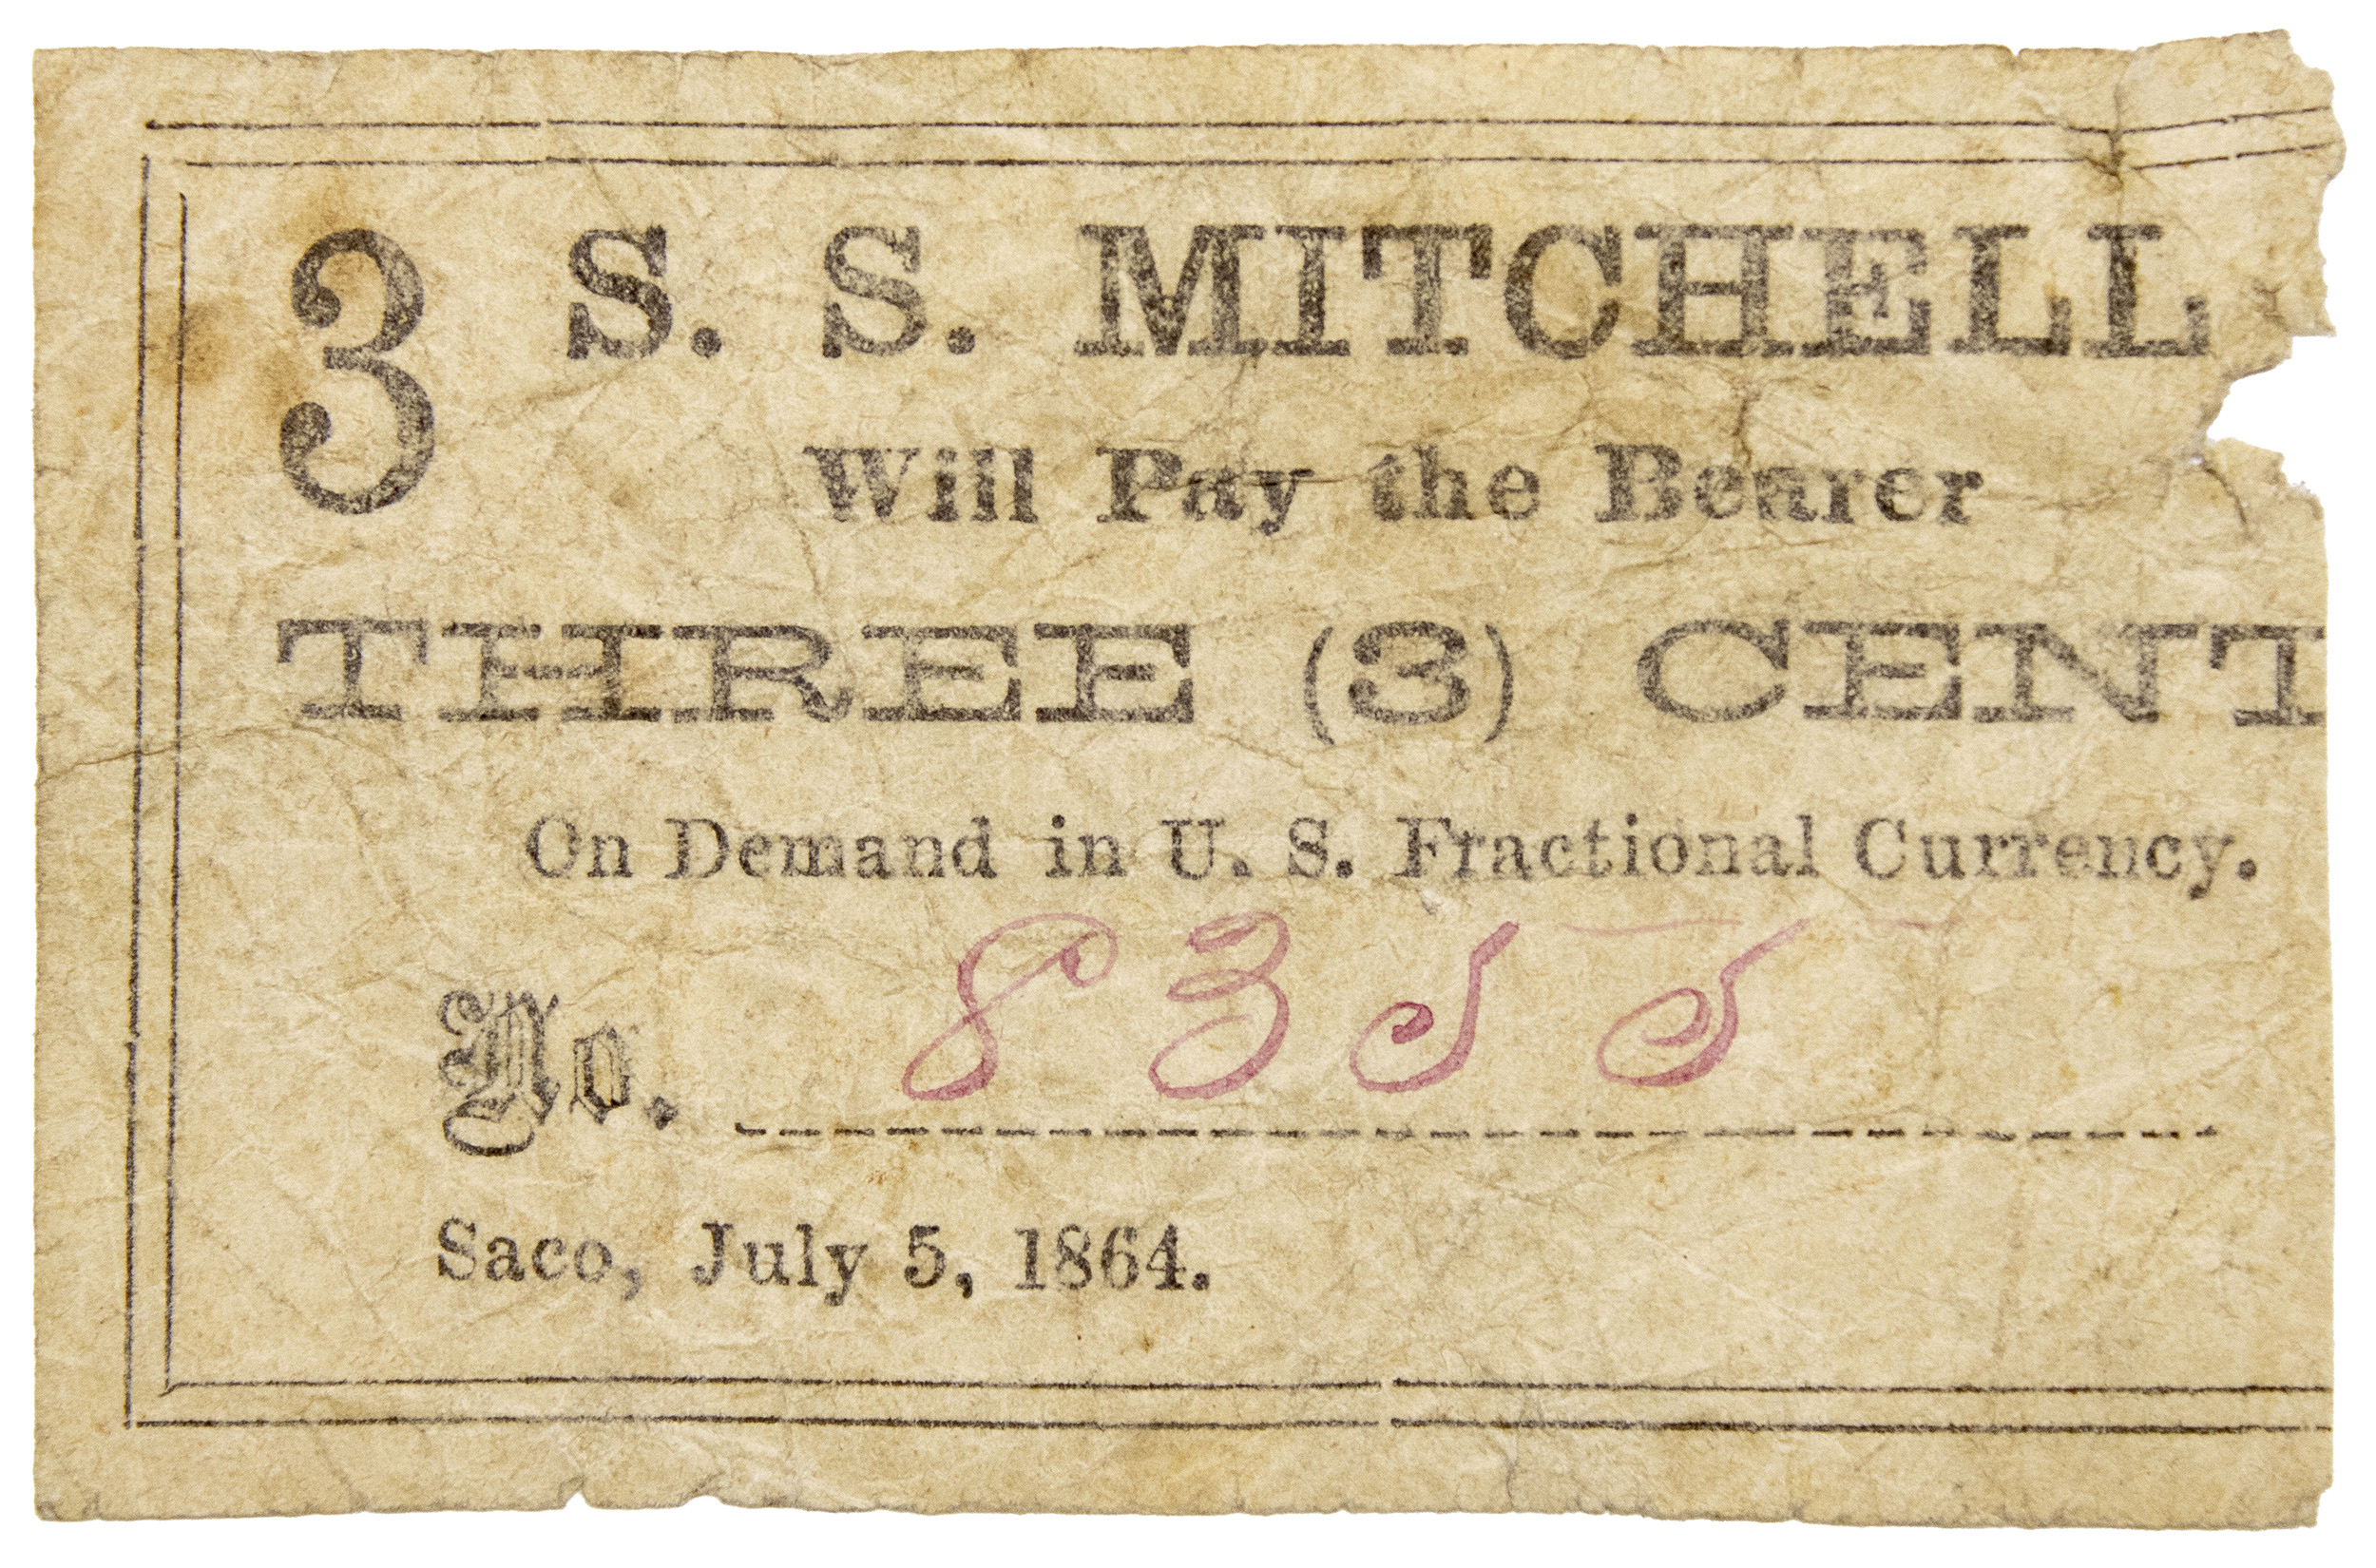 3 S. S. MITCHELL
Will Pay the Bearer
THREE (3) CENT
On Demand in U. S. Fractional Currency.
No. 8355
Saco, July 5, 1864.